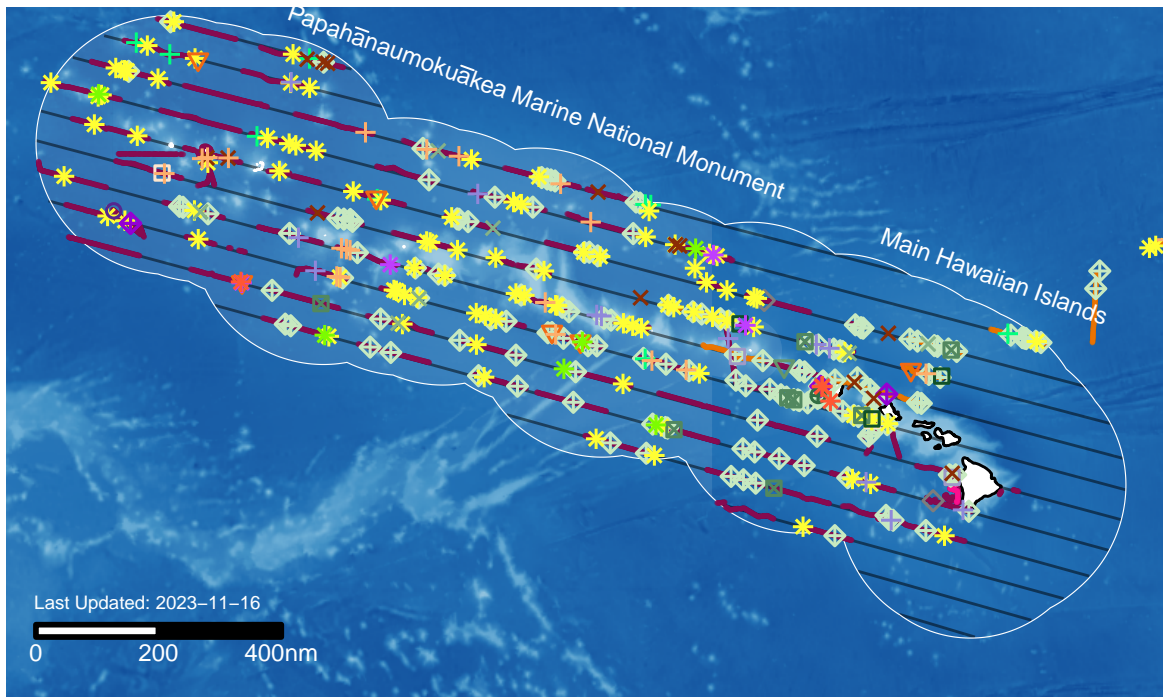 Papahānaumokuākea Marine National Monument
Main Hawaiian Islands
Last Updated: 2023−11−16
0 200 400nm